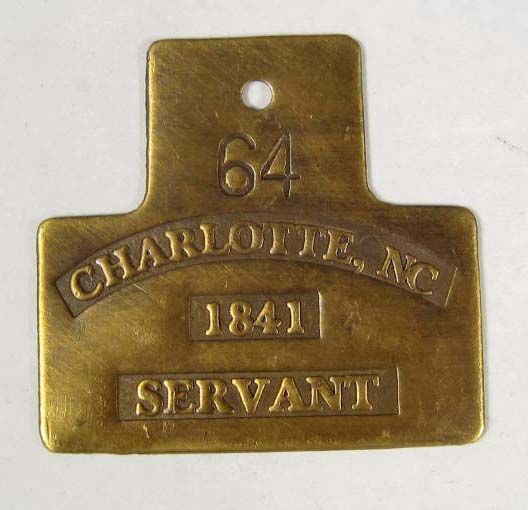 64
CHARLOTTE, NC
1841
SERVANT